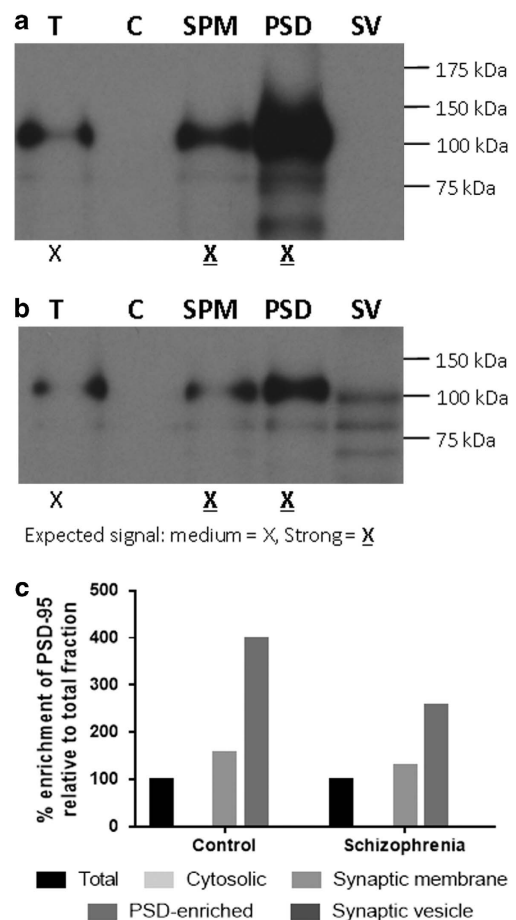 a T C SPM PSD SV
175 kDa
150 kDa
100 kDa
75 kDa
X X X
b T C SPM PSD SV
150 kDa
100 kDa
75 kDa
X X X
Expected signal: medium = X, Strong = X
c
% enrichment of PSD-95
relative to total fraction
500
400
300
200
100
0
Control Schizophrenia
Total Cytosolic Synaptic membrane
PSD-enriched Synaptic vesicle